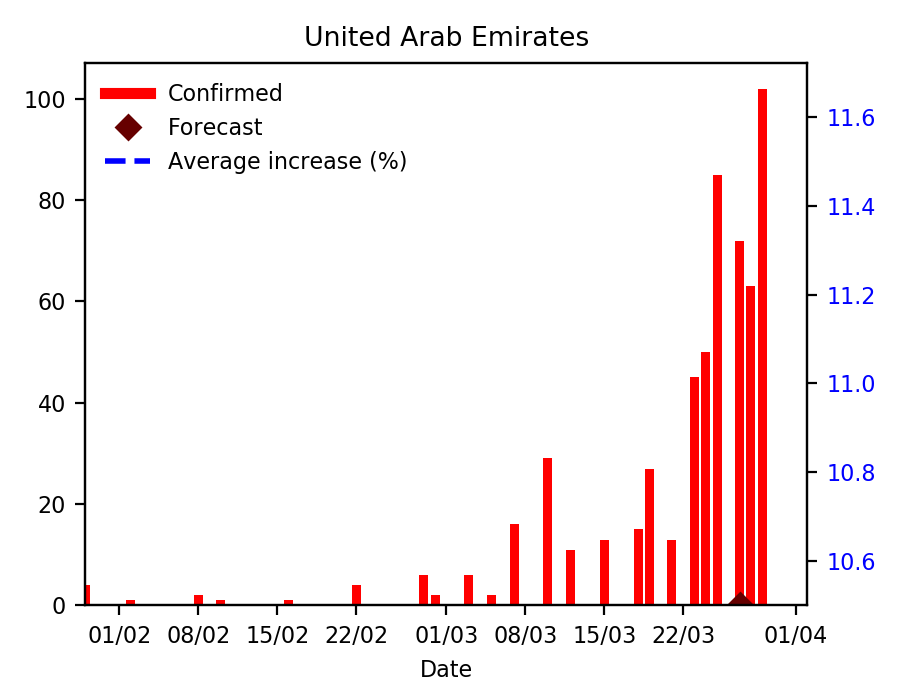 United Arab Emirates
Confirmed
Forecast
Average increase (%)
100
80
60
40
20
0
11.6
11.4
11.2
11.0
10.8
10.6
01/02 08/02 15/02 22/02 01/03 08/03 15/03 22/03 01/04
Date